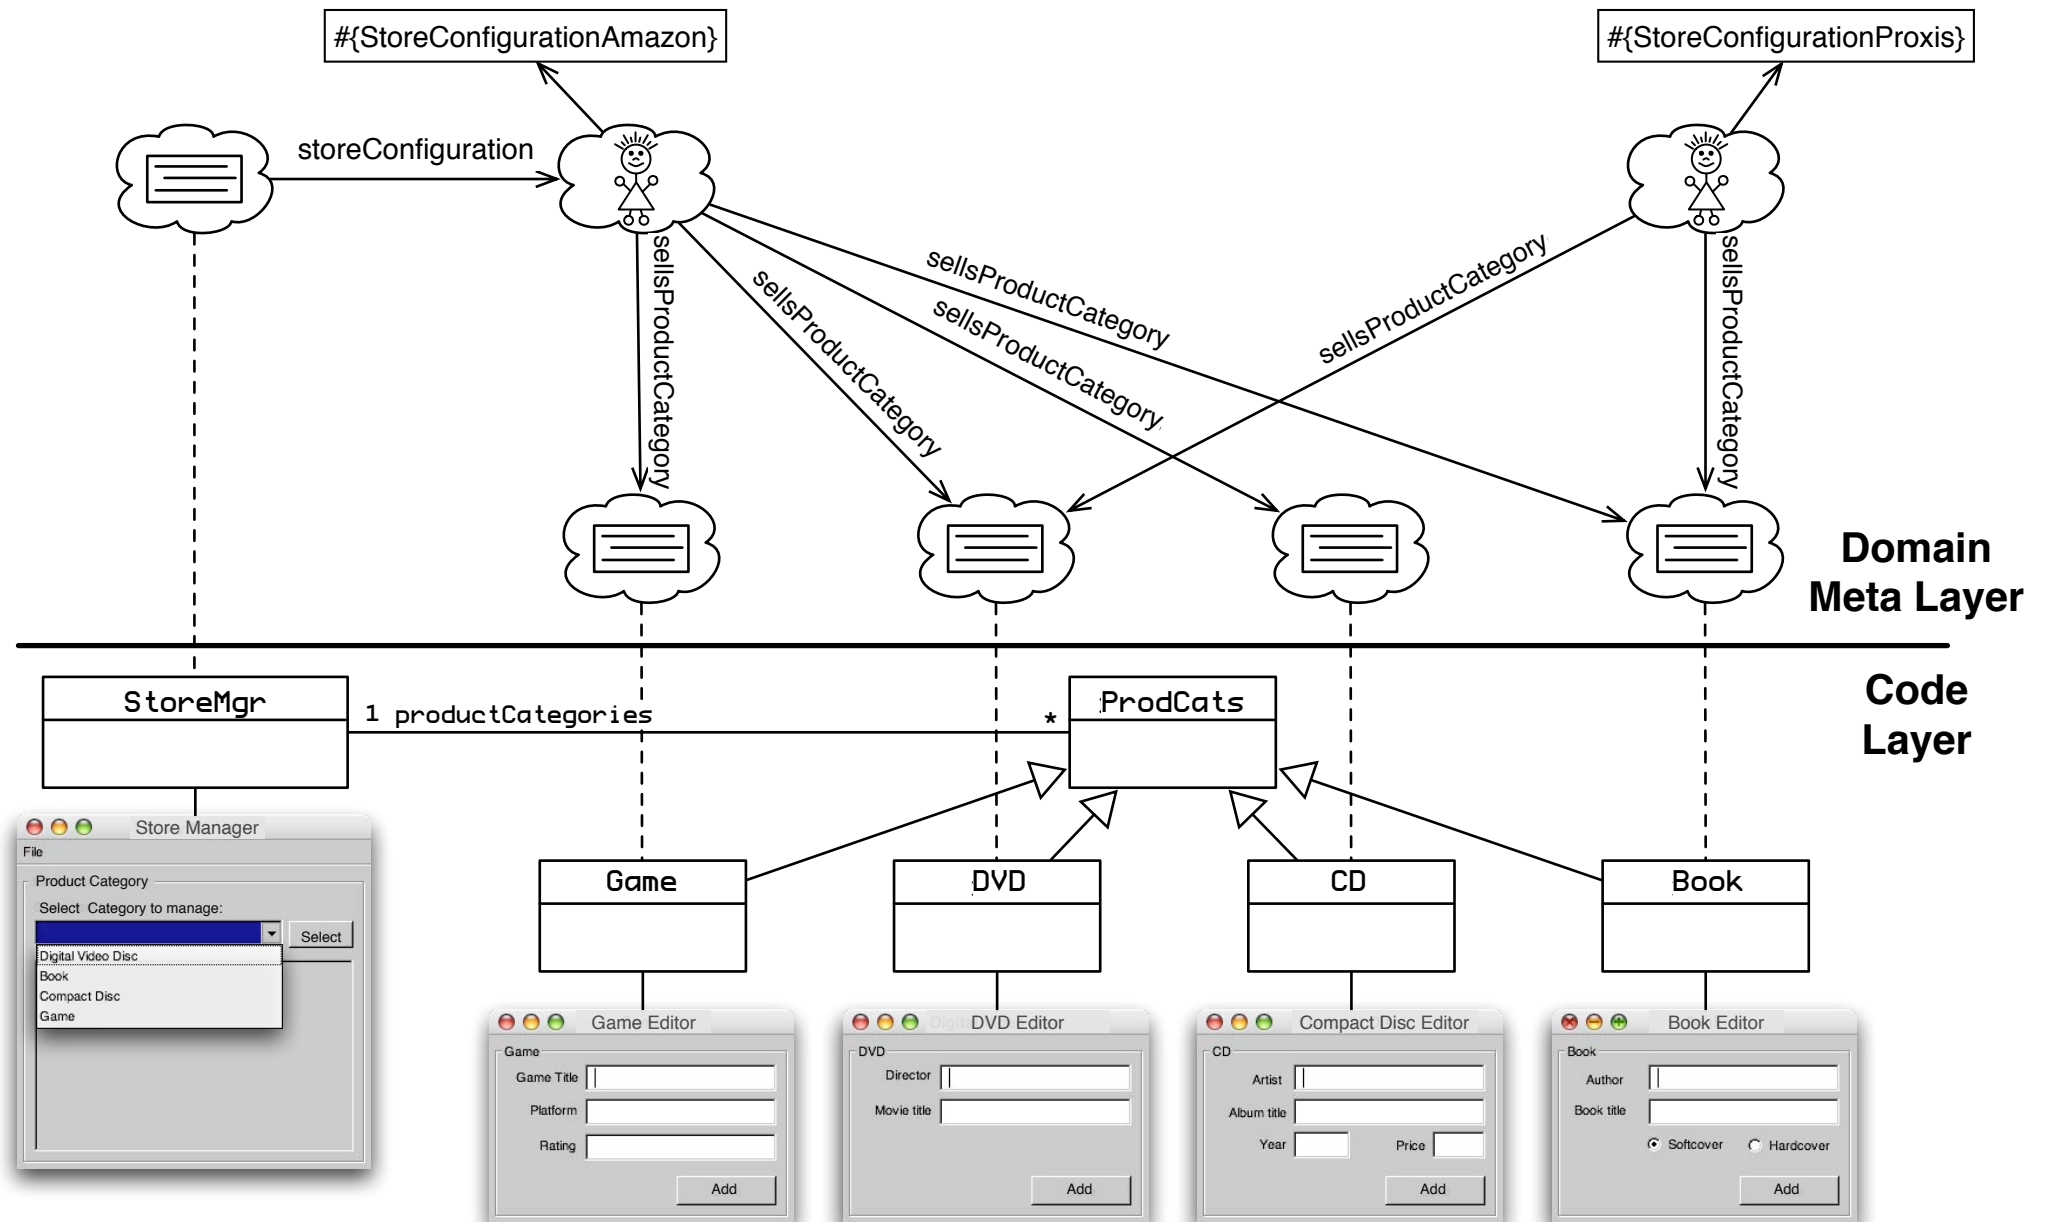 #{StoreConfigurationAmazon}
#{StoreConfigurationProxis}
storeConfiguration
sellsProductCategory
sellsProductCategory
sellsProductCategory
sellsProductCategory
sellsProductCategory
sellsProductCategory
Domain
Meta Layer
Code
Layer
StoreMgr
1 productCategories *
ProdCats
Game
DVD
CD
Book
Store Manager
File
Product Category
Select Category to manage:
Select
Digital Video Disc
Book
Compact Disc
Game
Game Editor
Game
Game Title
Platform
Rating
Add
DVD Editor
DVD
Director
Movie title
Add
Compact Disc Editor
CD
Artist
Album title
Year
Price
Add
Book Editor
Book
Author
Book title
Softcover
Hardcover
Add